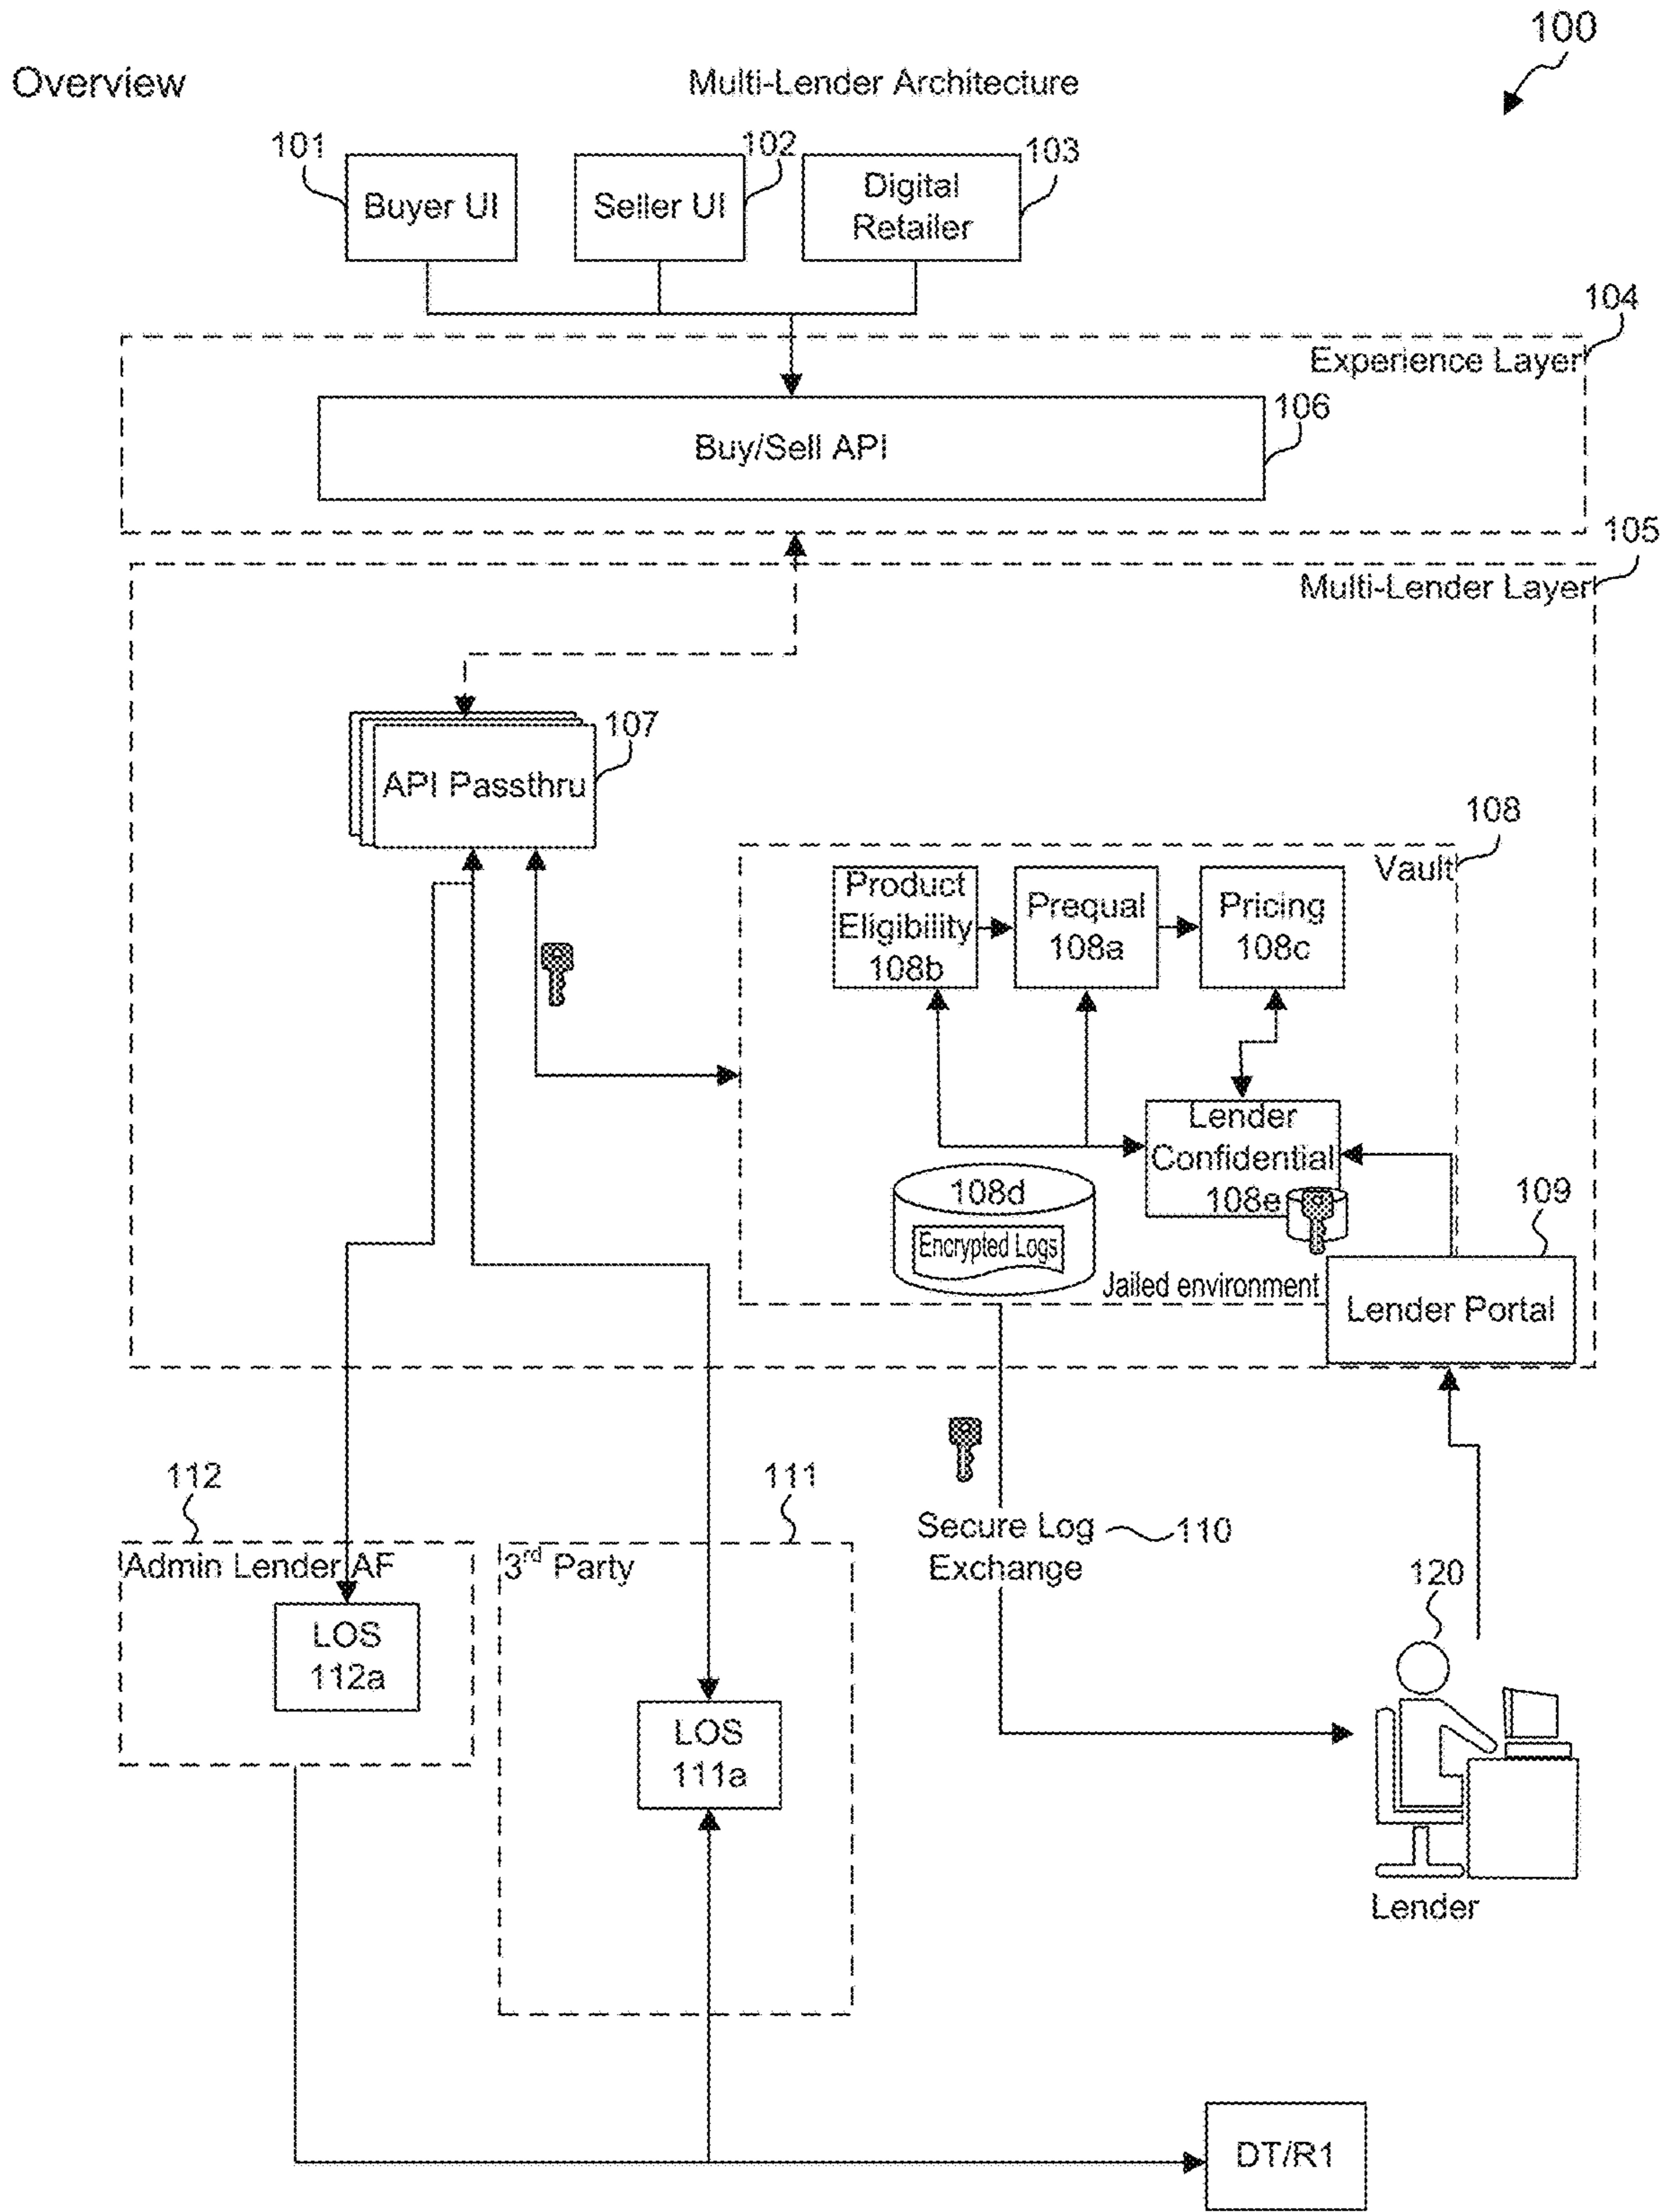 100
Overview
Multi-Lender Architecture
101
102
103
Buyer UI
Seller UI
Digital
Retailer
104
Experience Layer
106
Buy/Sell API
105
Multi-Lender Layer
107
API Passthru
108
Vault
Product
Eligibility
108b
Prequal
108a
Pricing
108c
Lender
Confidential
108e
108d
Encrypted Logs
Jailed environment
109
Lender Portal
112
111
Secure Log
Exchange
110
Admin Lender AF
3rd Party
120
LOS
112a
LOS
111a
Lender
DT/R1